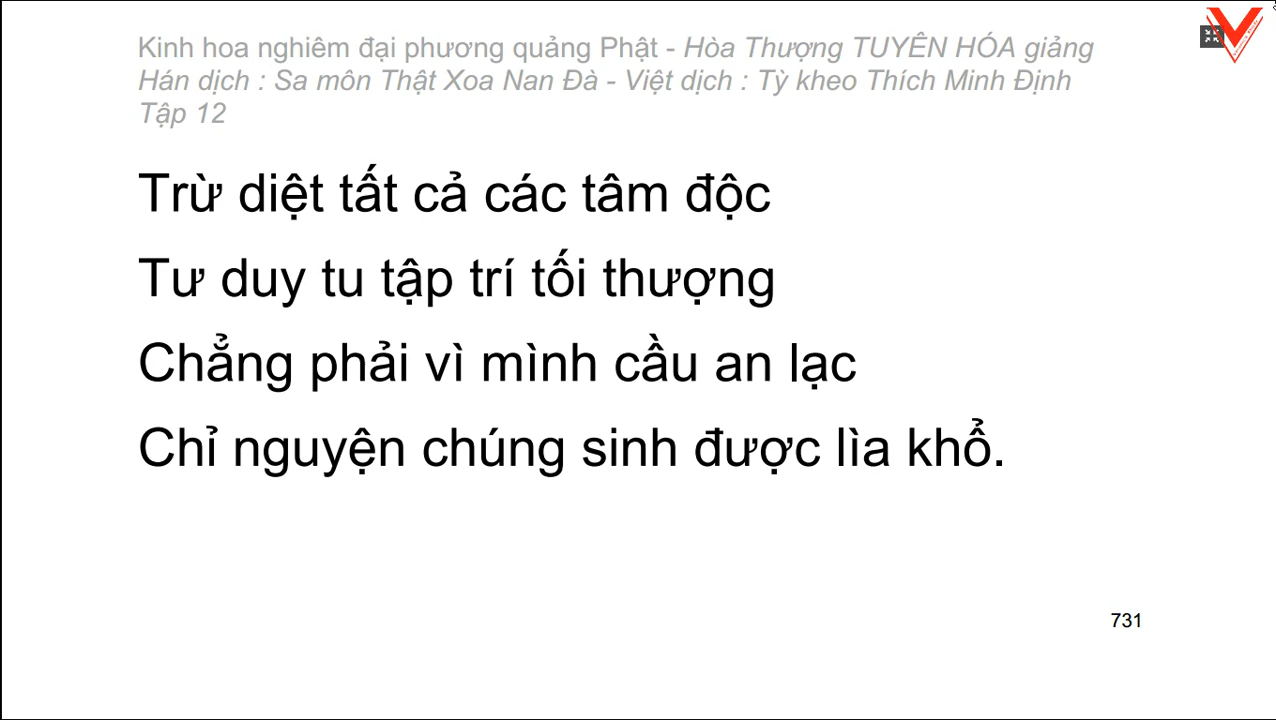 Kinh hoa nghiêm đại phương quảng Phật - Hòa Thượng TUYÊN HÓA giảng
Hán dịch : Sa môn Thật Xoa Nan Đà - Việt dịch : Tỳ kheo Thích Minh Định
Tập 12
Trừ diệt tất cả các tâm độc
Tư duy tu tập trí tối thượng
Chẳng phải vì mình cầu an lạc
Chỉ nguyện chúng sinh được lìa khổ.
731